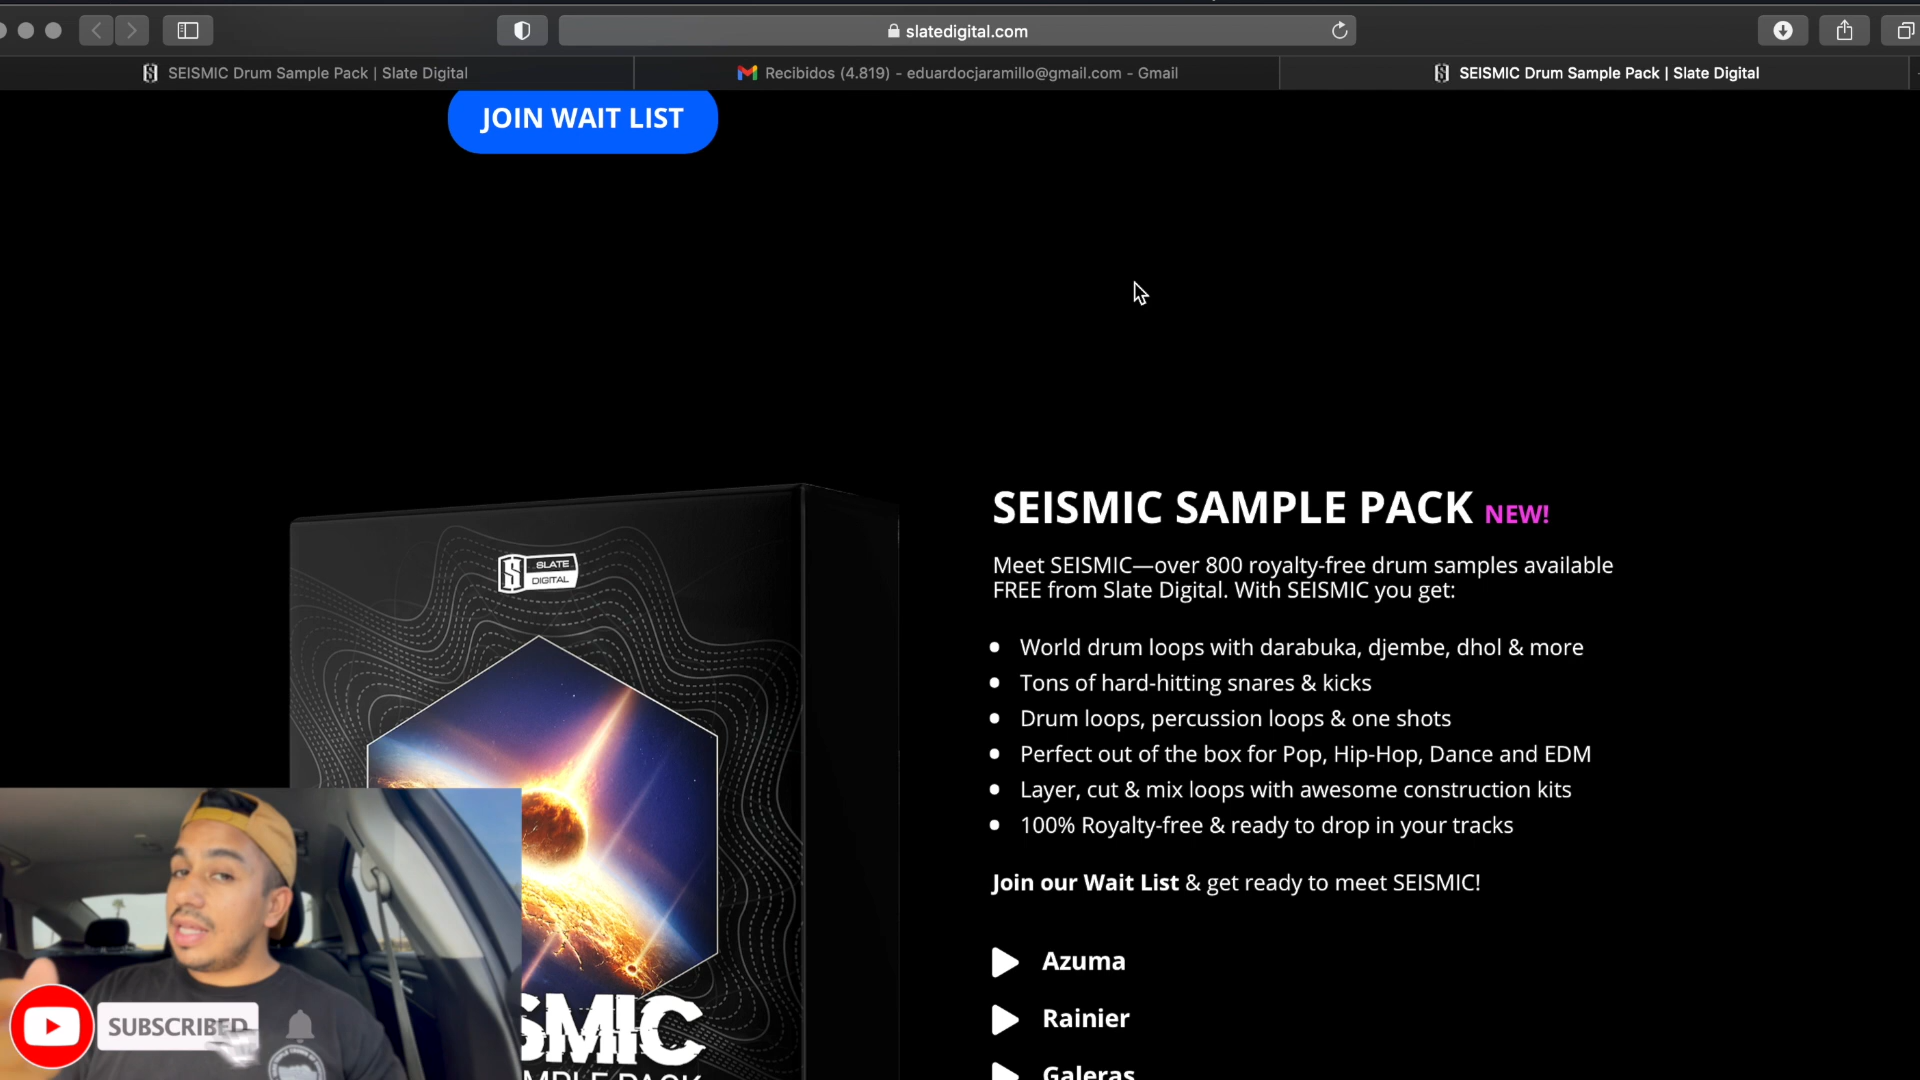 slatedigital.com
SEISMIC Drum Sample Pack | Slate Digital
Recibidos (4.819) - eduardocjaramillo@gmail.com - Gmail
SEISMIC Drum Sample Pack | Slate Digital
JOIN WAIT LIST
SLATE
DIGITAL
SEISMIC SAMPLE PACK NEW!
Meet SEISMIC—over 800 royalty-free drum samples available
FREE from Slate Digital. With SEISMIC you get:
World drum loops with darabuka, djembe, dhol & more
Tons of hard-hitting snares & kicks
Drum loops, percussion loops & one shots
Perfect out of the box for Pop, Hip-Hop, Dance and EDM
Layer, cut & mix loops with awesome construction kits
100% Royalty-free & ready to drop in your tracks
Join our Wait List & get ready to meet SEISMIC!
Azuma
Rainier
Galeras
SMIC
MPLE PACK
SUBSCRIBED